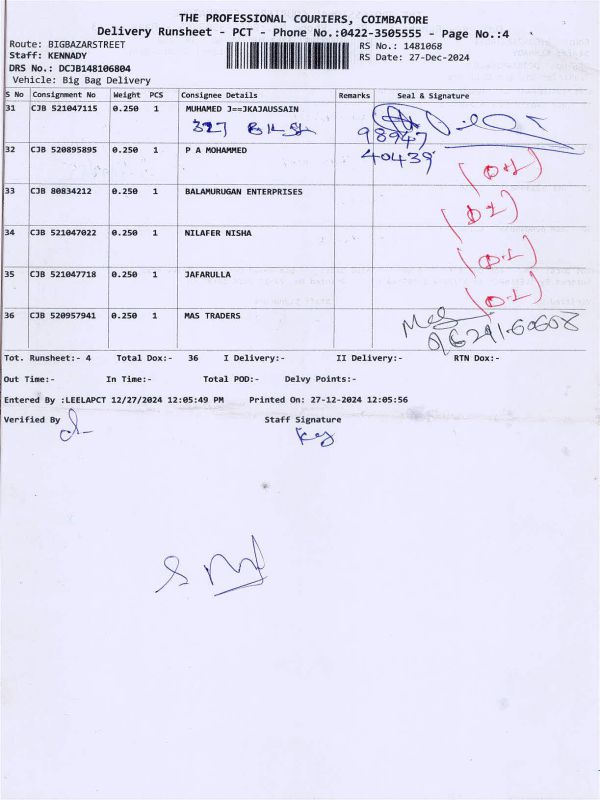 THE PROFESSIONAL COURIERS, COIMBATORE
Delivery Runsheet - PCT - Phone No.:0422-3505555 - Page No.:4
Route: BIGBAZARSTREET
RS No.: 1481068
Staff: KENNADY
RS Date: 27-Dec-2024
DRS No.: DCJB148106804
Vehicle: Big Bag Delivery
S No Consignment No Weight PCS Consignee Details Remarks Seal & Signature
31 CJB 521047115 0.250 1 MUHAMED J==JKAJAUSSAIN
327
98947
40439
32 CJB 520895895 0.250 1 P A MOHAMMED
33 CJB 80834212 0.250 1 BALAMURUGAN ENTERPRISES
34 CJB 521047022 0.250 1 NILAFER NISHA
35 CJB 521047718 0.250 1 JAFARULLA
36 CJB 520957941 0.250 1 MAS TRADERS
Tot. Runsheet:- 4 Total Dox:- 36 I Delivery:- II Delivery:- RTN Dox:-
Out Time:- In Time:- Total POD:- Delvy Points:-
Entered By :LEELAPCT 12/27/2024 12:05:49 PM Printed On: 27-12-2024 12:05:56
Verified By Staff Signature